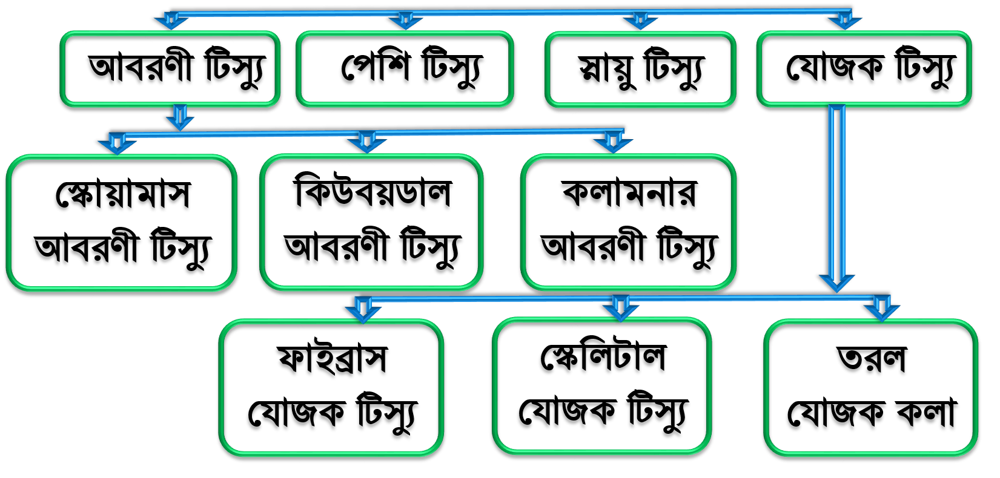 আবরণী টিস্যু
পেশি টিস্যু
স্নায়ু টিস্যু
যোজক টিস্যু
স্কোয়ামাস
আবরণী টিস্যু
কিউবয়ডাল
আবরণী টিস্যু
কলামনার
আবরণী টিস্যু
ফাইব্রাস
যোজক টিস্যু
স্কেলিটাল
যোজক টিস্যু
তরল
যোজক কলা